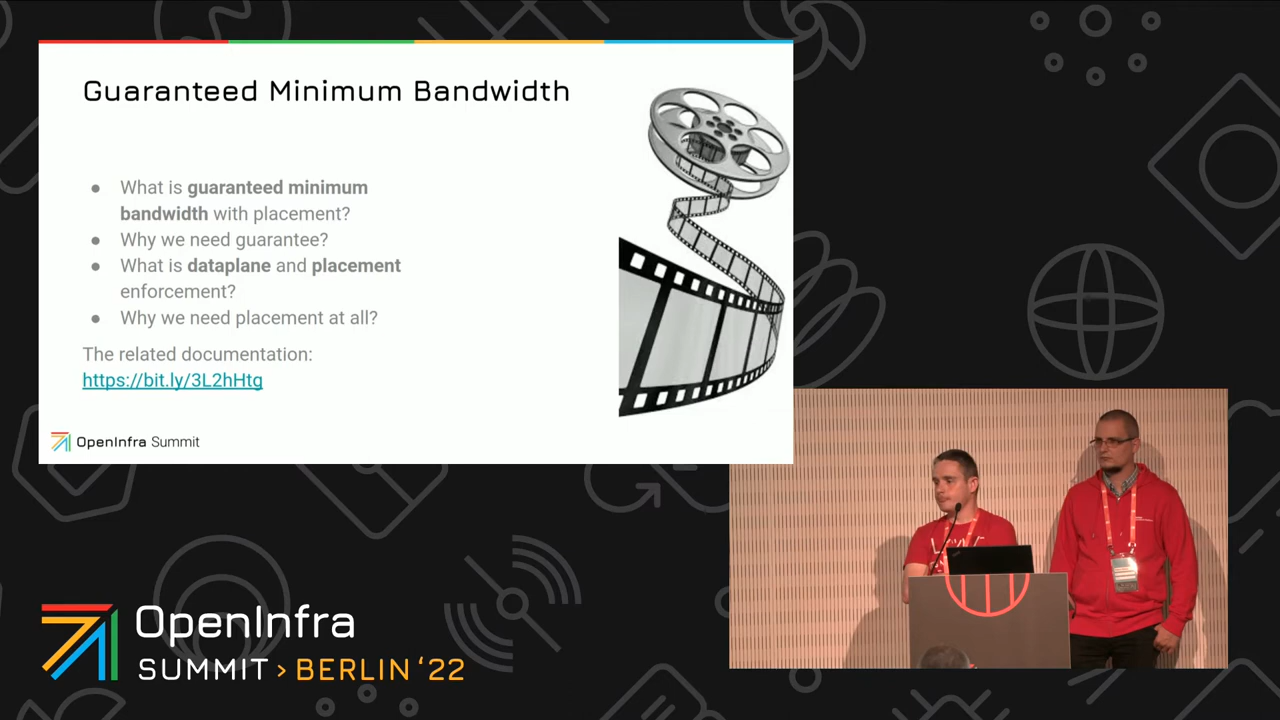 Guaranteed Minimum Bandwidth
● What is guaranteed minimum
bandwidth with placement?
● Why we need guarantee?
● What is dataplane and placement
enforcement?
● Why we need placement at all?
The related documentation:
https://bit.ly/3L2hHtg
OpenInfra Summit
OpenInfra
SUMMIT > BERLIN '22